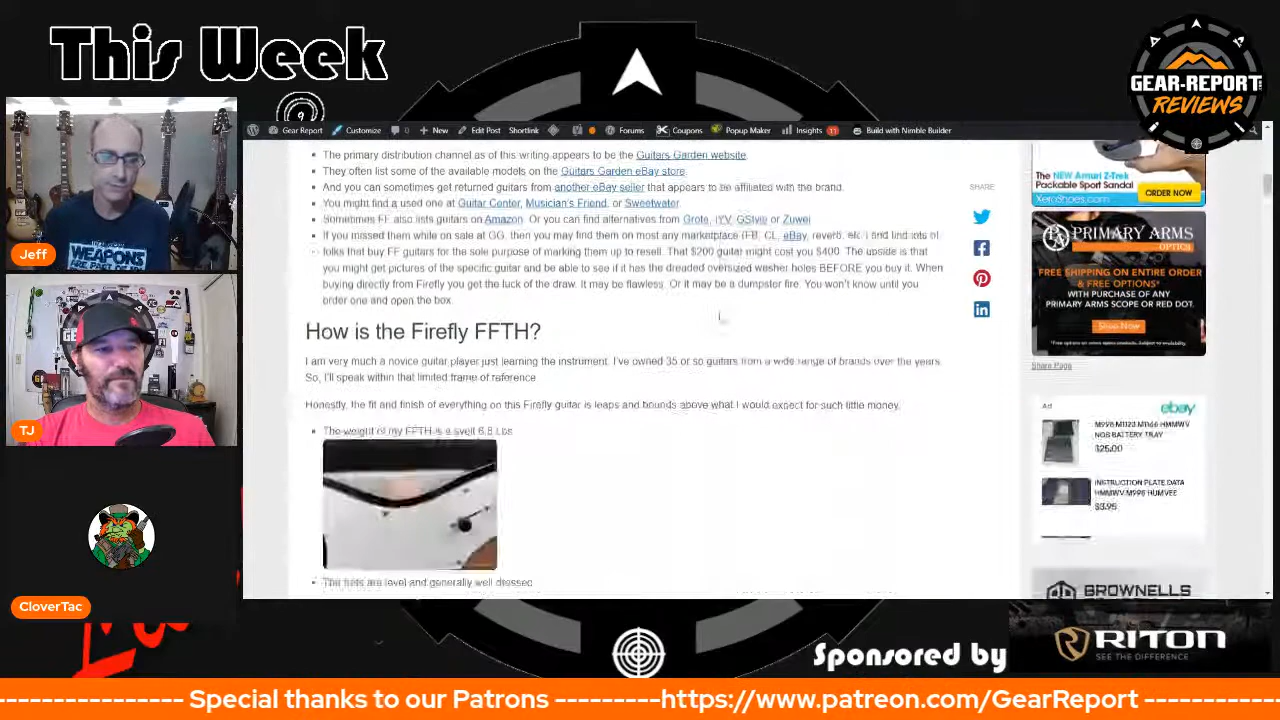 This Week
GEAR-REPORT
REVIEWS
Jeff
WEAPONS
TJ
CloverTac
Gear Report
Customize
0
New
Edit Post
Shortlink
Forums
Coupons
Popup Maker
Insights
11
Build with Nimble Builder
The primary distribution channel as of this writing appears to be the Guitars Garden website.
They often list some of the available models on the Guitars Garden eBay store.
And you can sometimes get returned guitars from another eBay seller that appears to be affiliated with the brand.
You might find a used one at Guitar Center, Musician's Friend, or Sweetwater.
Sometimes FF also lists guitars on Amazon. Or you can find alternatives from Grote, IYV, GStyle or Zuwei
If you missed them while on sale at GG, then you may find them on most any marketplace (FB, CL, eBay, reverb, etc. I find lots of
folks that buy FF guitars for the sole purpose of marking them up to resell. That $200 guitar might cost you $400. The upside is that
you might get pictures of the specific guitar and be able to see if it has the dreaded oversized washer holes BEFORE you buy it. When
buying directly from Firefly you get the luck of the draw. It may be flawless. Or it may be a dumpster fire. You won't know until you
order one and open the box.
How is the Firefly FFTH?
I am very much a novice guitar player just learning the instrument. I've owned 35 or so guitars from a wide range of brands over the years.
So, I'll speak within that limited frame of reference
Honestly, the fit and finish of everything on this Firefly guitar is leaps and bounds above what I would expect for such little money.
The weight of my FFTH is a svelt 6.8 Lbs
The frets are level and generally well dressed
SHARE
The NEW Amuri Z-Trek
Packable Sport Sandal
XeroShoes.com
ORDER NOW
PRIMARY ARMS
OPTICS
FREE SHIPPING ON ENTIRE ORDER
& FREE OPTICS*
WITH PURCHASE OF ANY
PRIMARY ARMS SCOPE OR RED DOT.
Shop Now
Share Page
Ad
ebay
NOS BATTERY TRAY
$25.00
INSTRUCTION PLATE DATA
HMMWV M998 HUMVEE
$3.95
BROWNELLS
Sponsored by
RITON
SEE THE DIFFERENCE
--------------- Special thanks to our Patrons ---------https://www.patreon.com/GearReport -------------